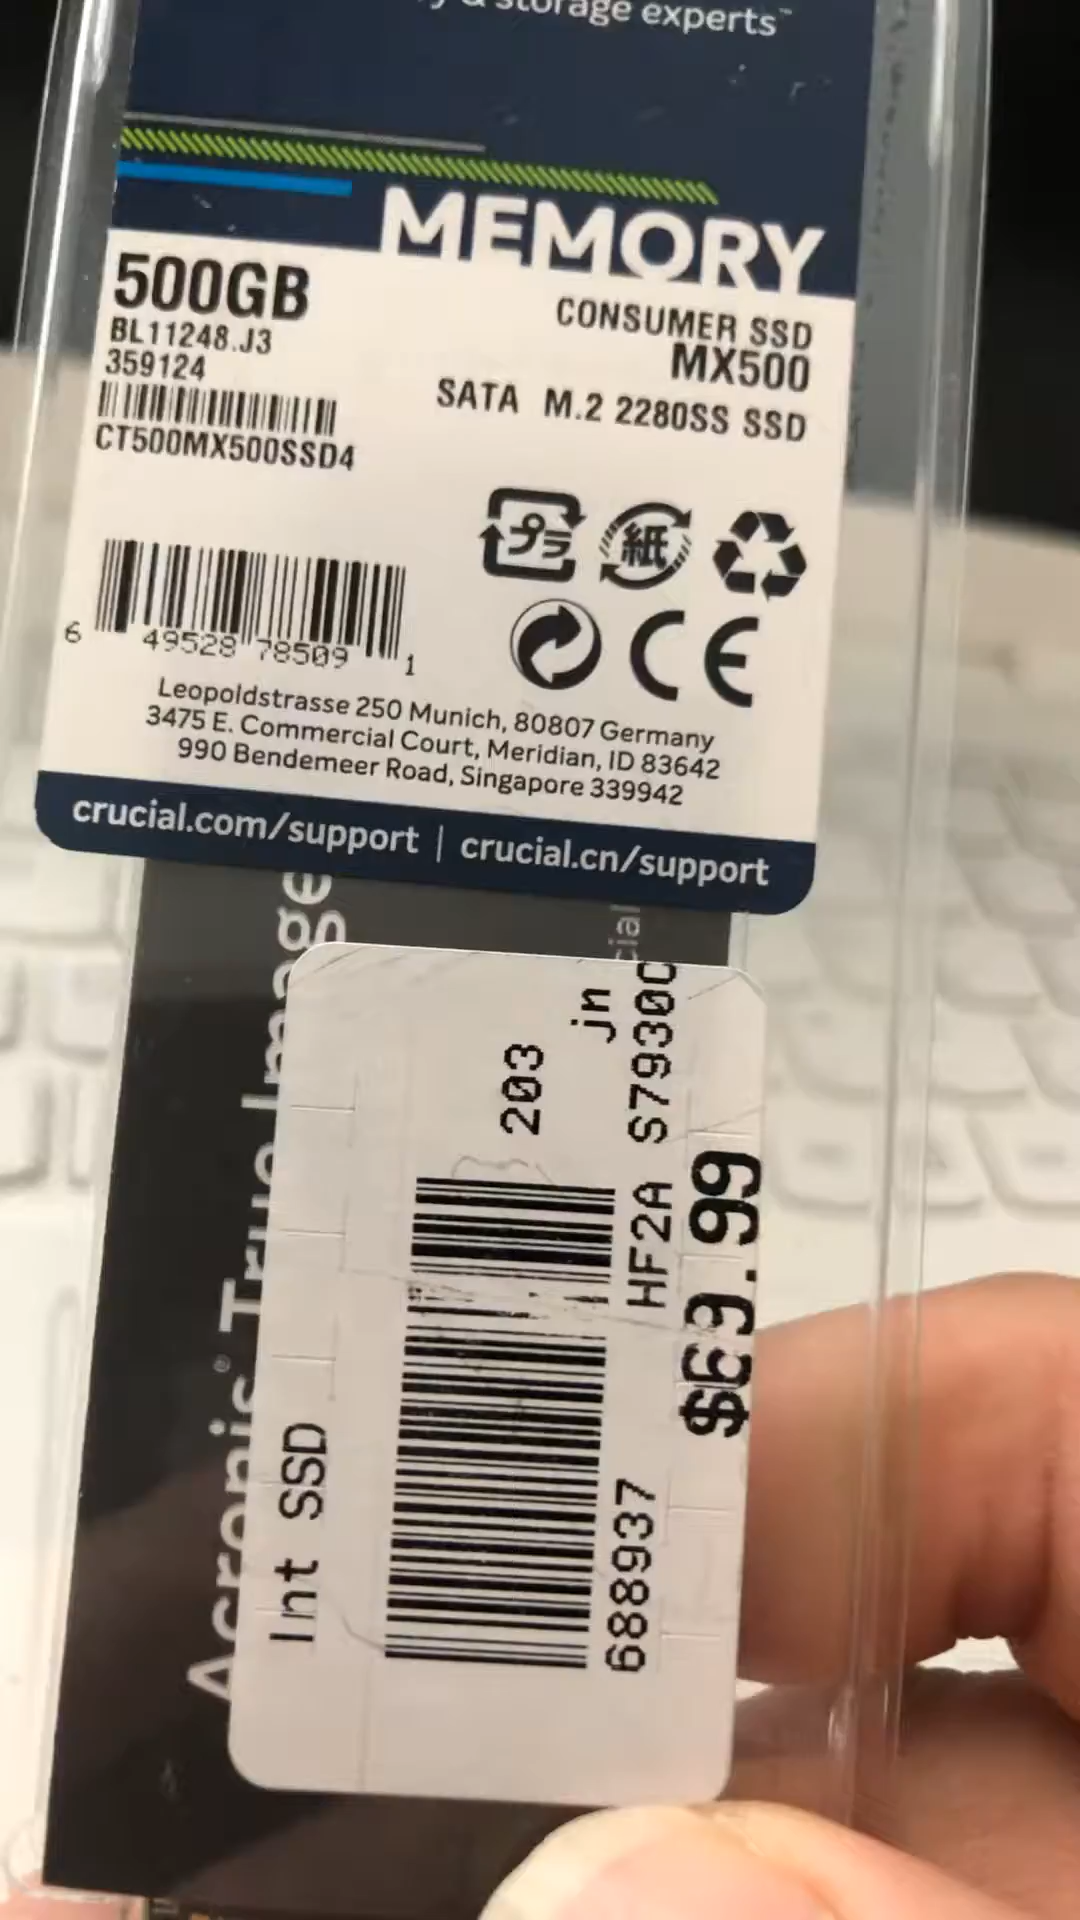 & storage experts™
MEMORY
500GB
BL11248.J3
359124
CT500MX500SSD4
CONSUMER SSD
MX500
SATA M.2 2280SS SSD
プラ
紙
CE
6 49528 78509 1
Leopoldstrasse 250 Munich, 80807 Germany
3475 E. Commercial Court, Meridian, ID 83642
990 Bendemeer Road, Singapore 339942
crucial.com/support | crucial.cn/support
Acronis® True Image
Int SSD
203
jn
688937
HF2A S7930C
$69.99